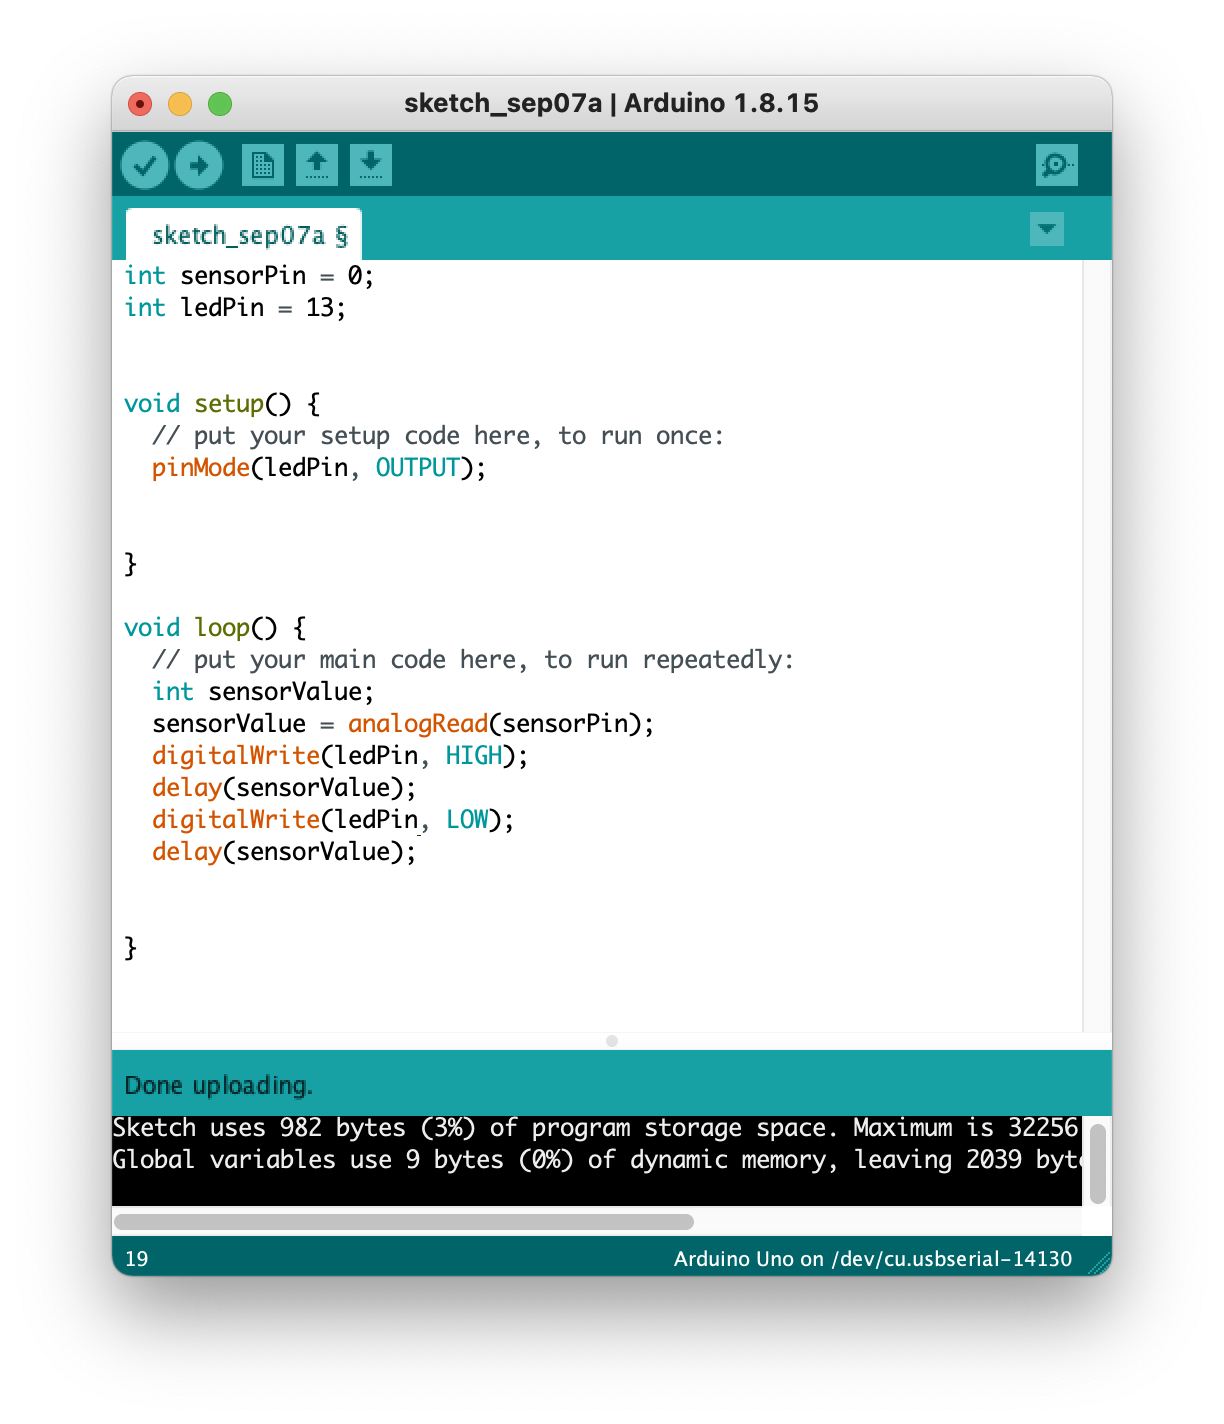 sketch_sep07a | Arduino 1.8.15
sketch_sep07a §
int sensorPin = 0;
int ledPin = 13;
void setup() {
  // put your setup code here, to run once:
  pinMode(ledPin, OUTPUT);
}
void loop() {
  // put your main code here, to run repeatedly:
  int sensorValue;
  sensorValue = analogRead(sensorPin);
  digitalWrite(ledPin, HIGH);
  delay(sensorValue);
  digitalWrite(ledPin, LOW);
  delay(sensorValue);
}
Done uploading.
Sketch uses 982 bytes (3%) of program storage space. Maximum is 32256
Global variables use 9 bytes (0%) of dynamic memory, leaving 2039 byt
19
Arduino Uno on /dev/cu.usbserial-14130